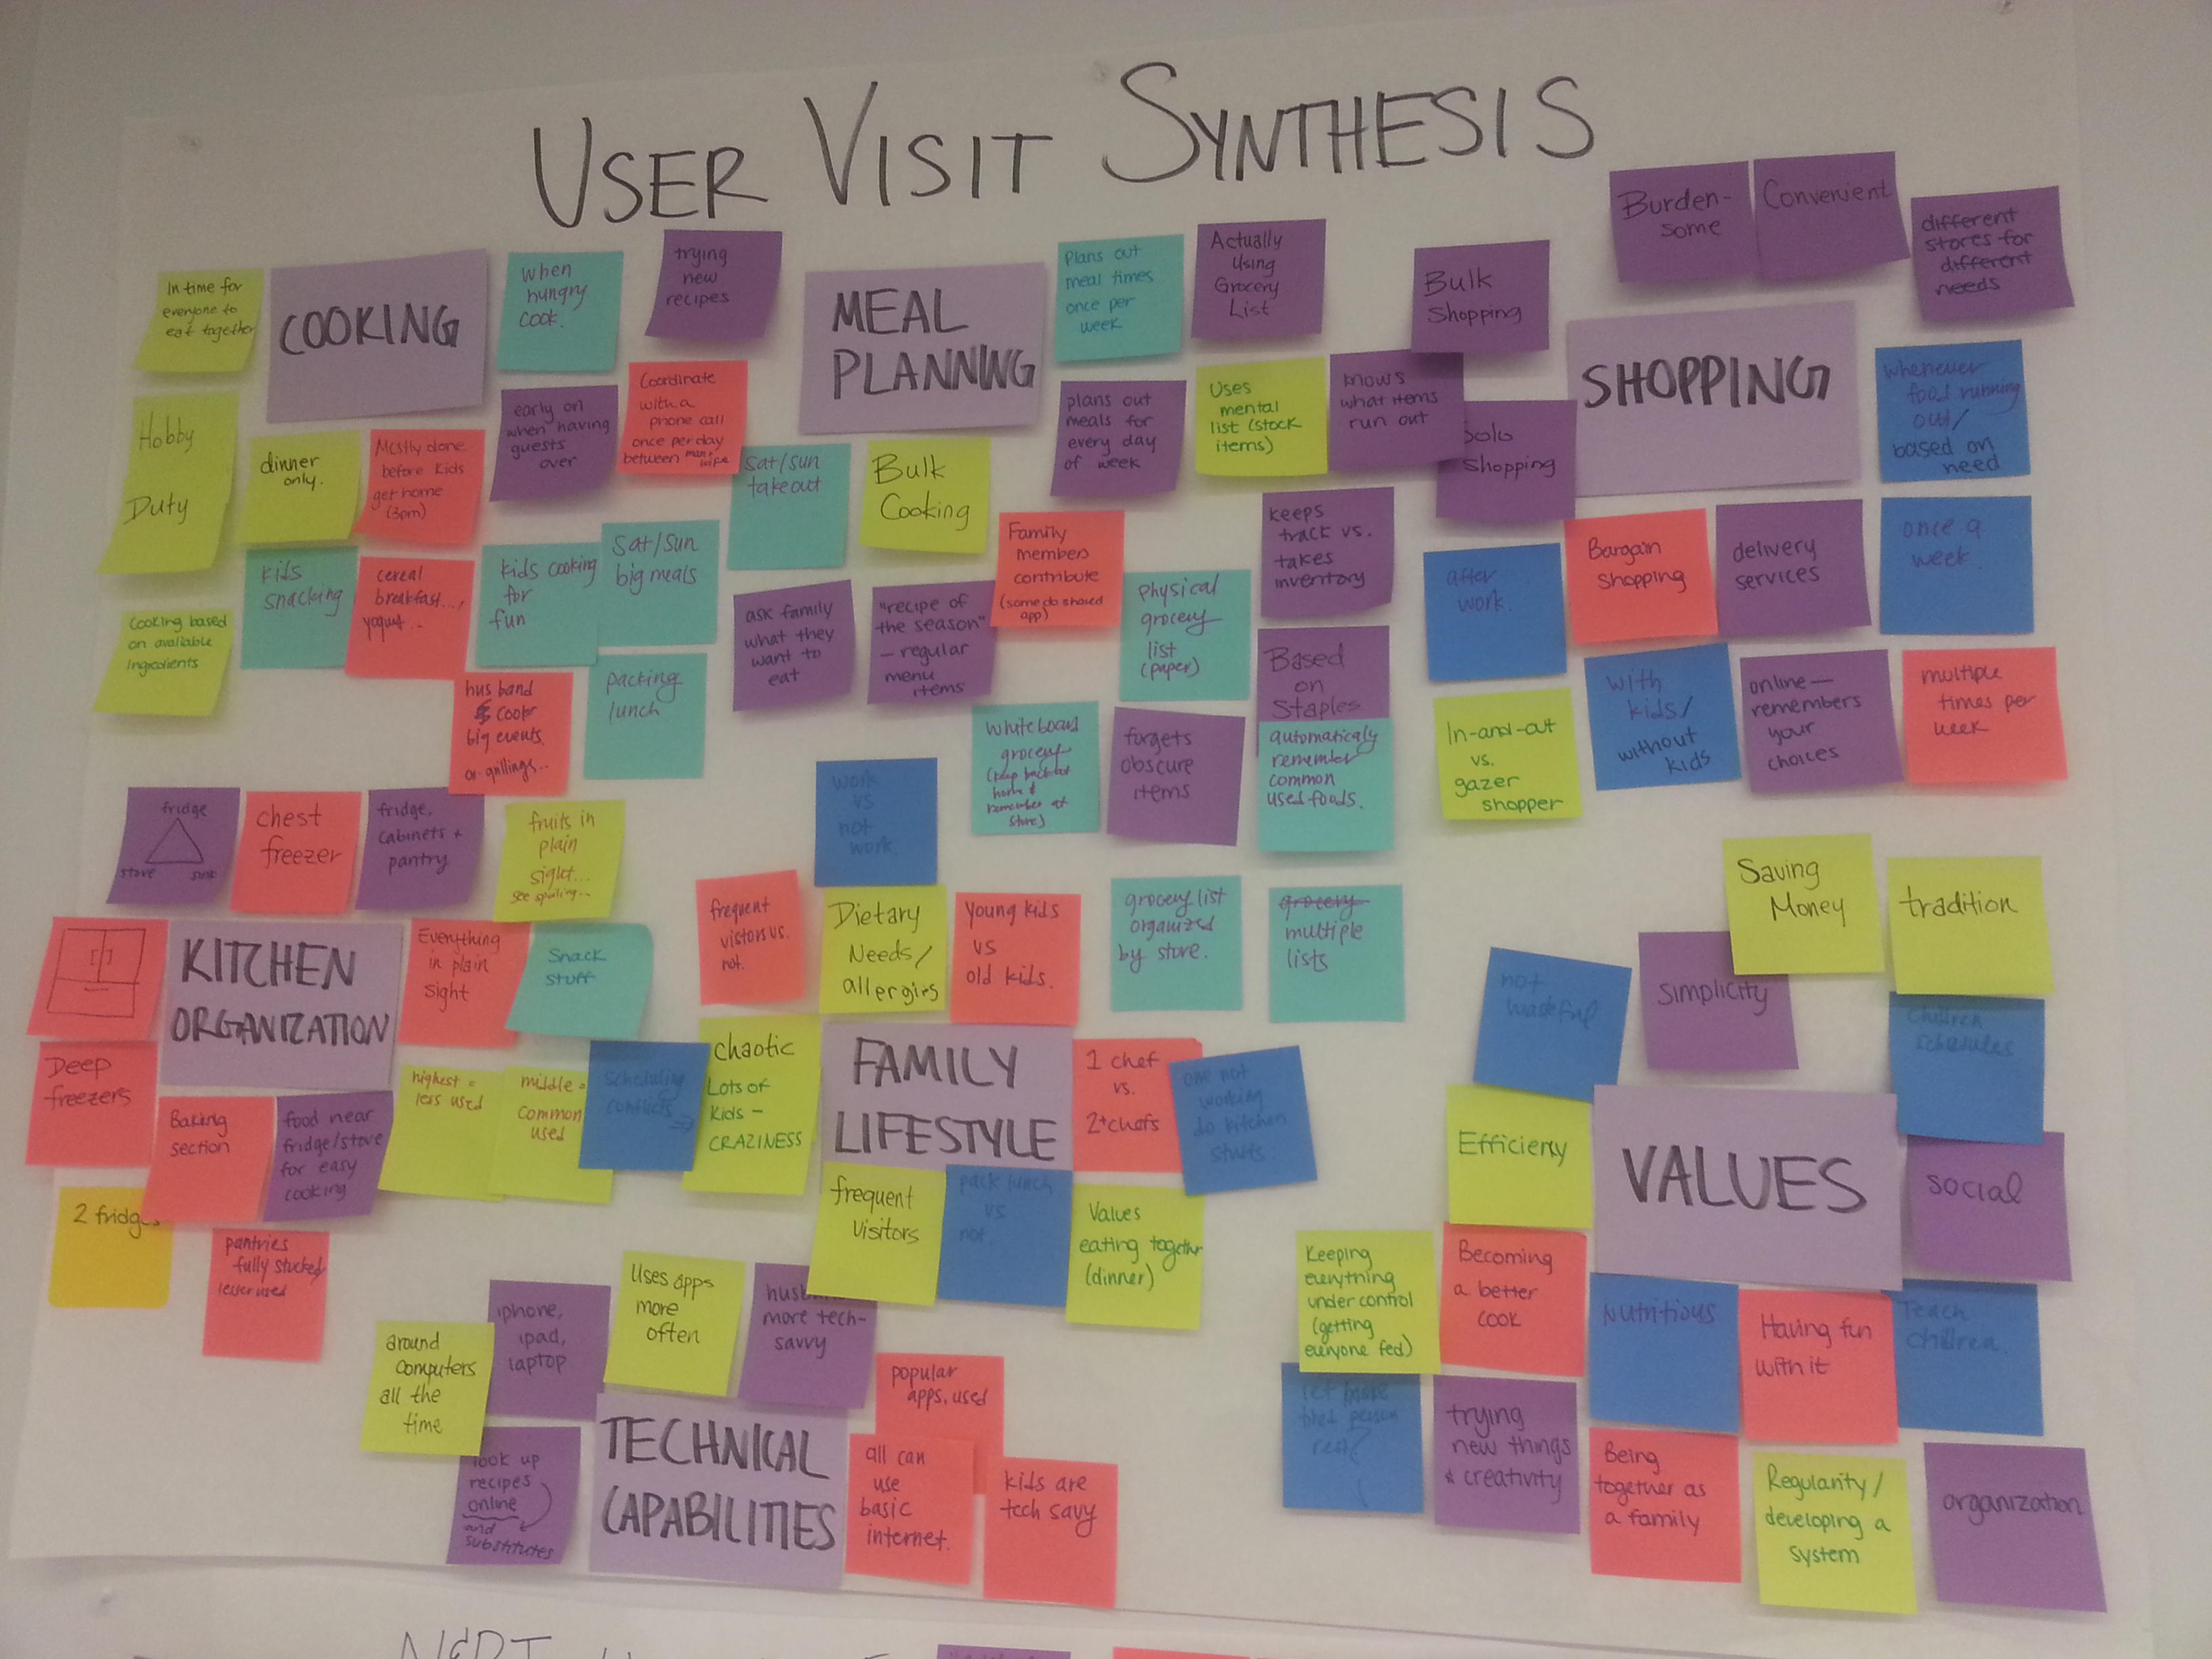 USER VISIT SYNTHESIS
In time for
everyone to
eat together
COOKING
when
hungry
cook.
trying
new
recipes
Hobby
Duty
dinner
only.
Mostly done
before kids
get home
(3pm)
early on
when having
guests
over
Coordinate
with a
phone call
once per day
between man+
wife
kids
snacking
cereal
breakfast...,
yogurt...
kids cooking
for
fun
sat/sun
big meals
sat/sun
takeout
cooking based
on available
ingredients
husband
cooks
big events.
or grillings..
packing
lunch
MEAL
PLANNING
plans out
meal times
once per
week
Actually
Using
Grocery
List
plans out
meals for
every day
of week
Uses
mental
list (stock
items)
knows
what items
run out
Bulk
Cooking
Family
members
contribute
(some do shared
app)
ask family
what they
want to
eat
"recipe of
the season"
- regular
menu
items
physical
grocery
list
(paper)
keeps
track vs.
takes
inventory
Based
on
Staples
whiteboard
grocery
(keep back at
home &
remember at
store)
forgets
obscure
items
automaticaly
remember
common
used foods.
grocery list
organized
by store.
grocery
multiple
lists
Burden-
some
Convenient
different
stores for
different
needs
Bulk
Shopping
SHOPPING
whenever
food running
out/
based on
need
Solo
shopping
after
work.
Bargain
shopping
delivery
services
once a
week.
In-and-out
vs.
gazer
shopper
with
kids/
without
kids
online—
remembers
your
choices
multiple
times per
week
fridge
stove sink
chest
freezer
fridge,
cabinets +
pantry
fruits in
plain
sight...
see spoiling...
KITCHEN
ORGANIZATION
Everything
in plain
sight
Snack
stuff
Deep
freezers
Baking
section
food near
fridge/stove
for easy
cooking
highest =
less used
middle =
common
used
2 fridges
pantries
fully stocked/
lesser used
work
vs
not
work
frequent
vistors vs.
not.
Dietary
Needs/
allergies
Young kids
vs
old kids.
Scheduling
conflicts
chaotic
Lots of
kids -
CRAZINESS
FAMILY
LIFESTYLE
1 chef
vs.
2+chefs
one not
working
do kitchen
stuffs.
frequent
visitors
pack lunch
vs
not
Values
eating together
(dinner)
around
computers
all the
time
iphone,
ipad,
laptop
Uses apps
more
often
more tech-
savvy
popular
apps, used
look up
recipes
online
and
substitutes
TECHNICAL
CAPABILITIES
all can
use
basic
internet.
kids are
tech savy
Saving
Money
tradition
not
wasteful
Simplicity
children
schedules
Efficiency
VALUES
social
Keeping
everything
under control
(getting
everyone fed)
Becoming
a better
cook
Nutritious
Having fun
with it
Teach
children.
let more
tired person
rest?
trying
new things
& creativity
Being
together as
a family
Regularity/
developing a
system
organization